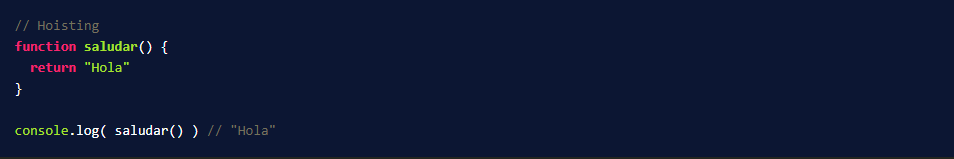 // Hoisting
function saludar() {
  return "Hola"
}

console.log( saludar() ) // "Hola"